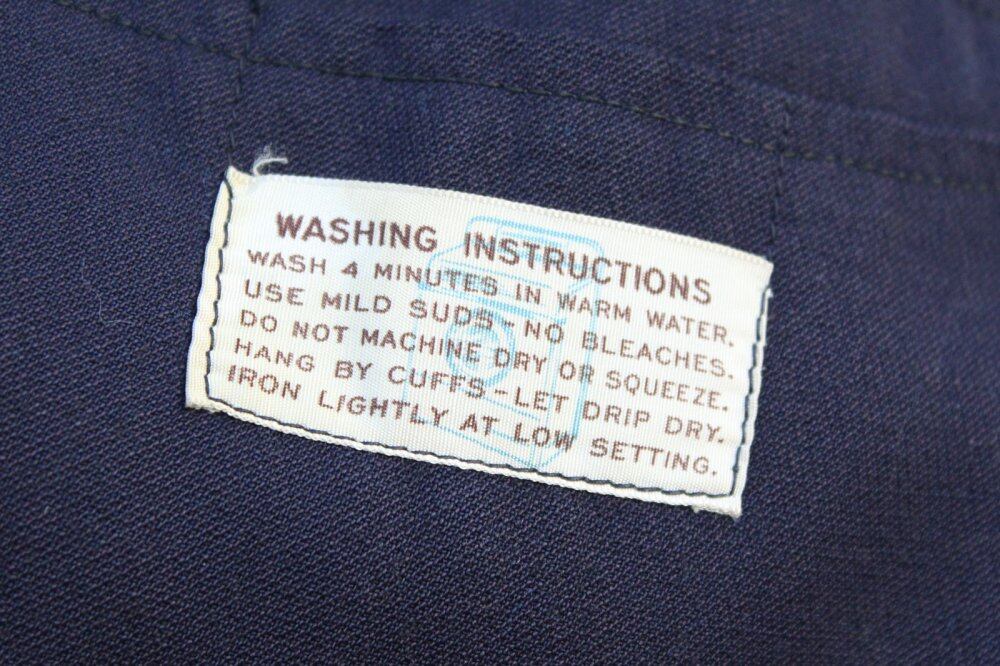 WASHING INSTRUCTIONS
WASH 4 MINUTES IN WARM WATER.
USE MILD SUDS - NO BLEACHES.
DO NOT MACHINE DRY OR SQUEEZE.
HANG BY CUFFS - LET DRIP DRY.
IRON LIGHTLY AT LOW SETTING.